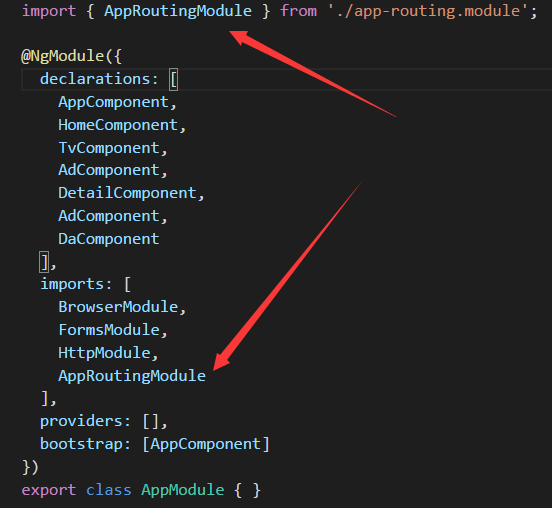 import { AppRoutingModule } from './app-routing.module';
@NgModule({
declarations: [
AppComponent,
HomeComponent,
TvComponent,
AdComponent,
DetailComponent,
AdComponent,
DaComponent
],
imports: [
BrowserModule,
FormsModule,
HttpModule,
AppRoutingModule
],
providers: [],
bootstrap: [AppComponent]
})
export class AppModule { }